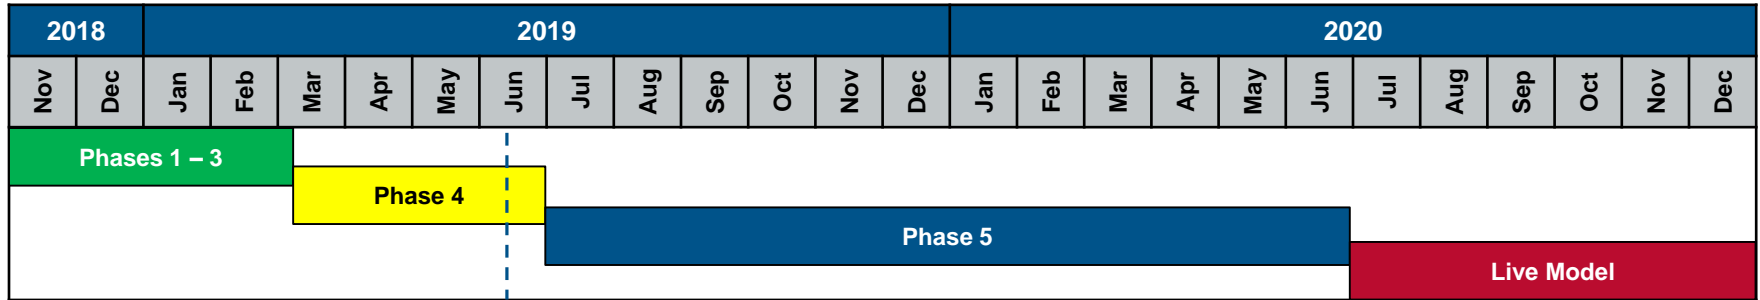 2018 2019 2020
Nov Dec Jan Feb Mar Apr May Jun Jul Aug Sep Oct Nov Dec Jan Feb Mar Apr May Jun Jul Aug Sep Oct Nov Dec
Phases 1 – 3
Phase 4
Phase 5
Live Model